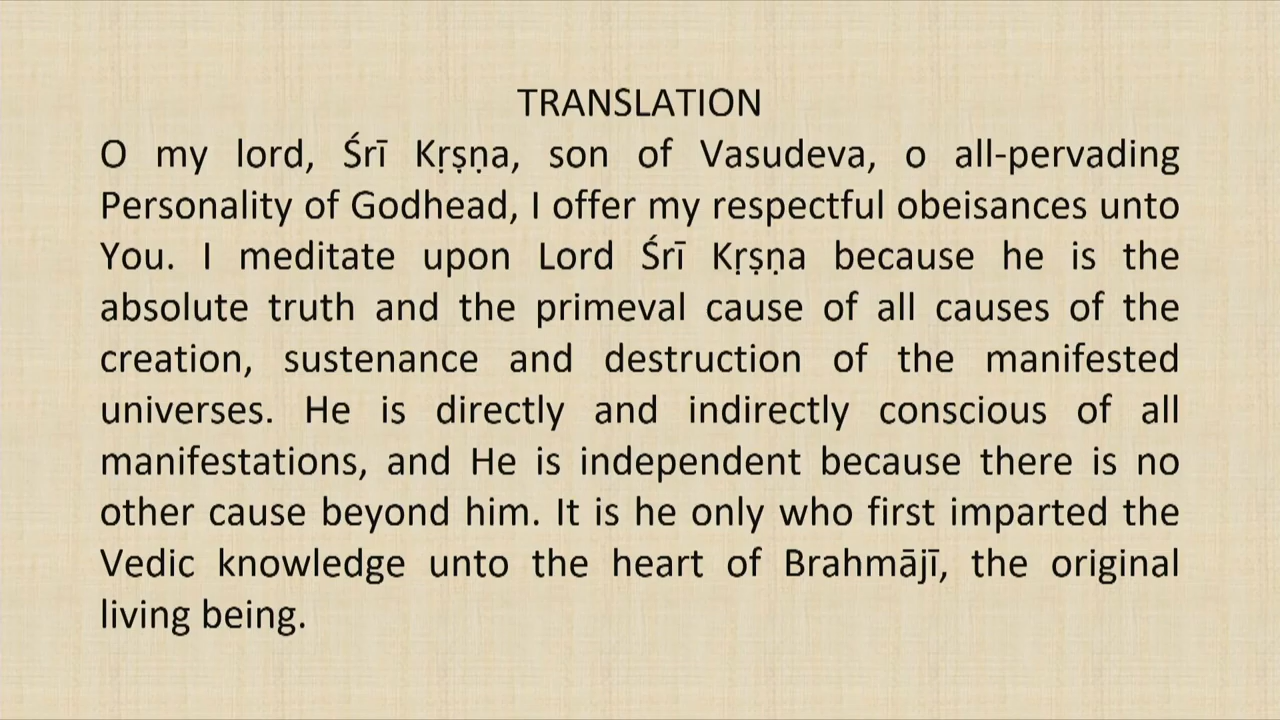 TRANSLATION
O my lord, Śrī Kṛṣṇa, son of Vasudeva, o all-pervading
Personality of Godhead, I offer my respectful obeisances unto
You. I meditate upon Lord Śrī Kṛṣṇa because he is the
absolute truth and the primeval cause of all causes of the
creation, sustenance and destruction of the manifested
universes. He is directly and indirectly conscious of all
manifestations, and He is independent because there is no
other cause beyond him. It is he only who first imparted the
Vedic knowledge unto the heart of Brahmājī, the original
living being.